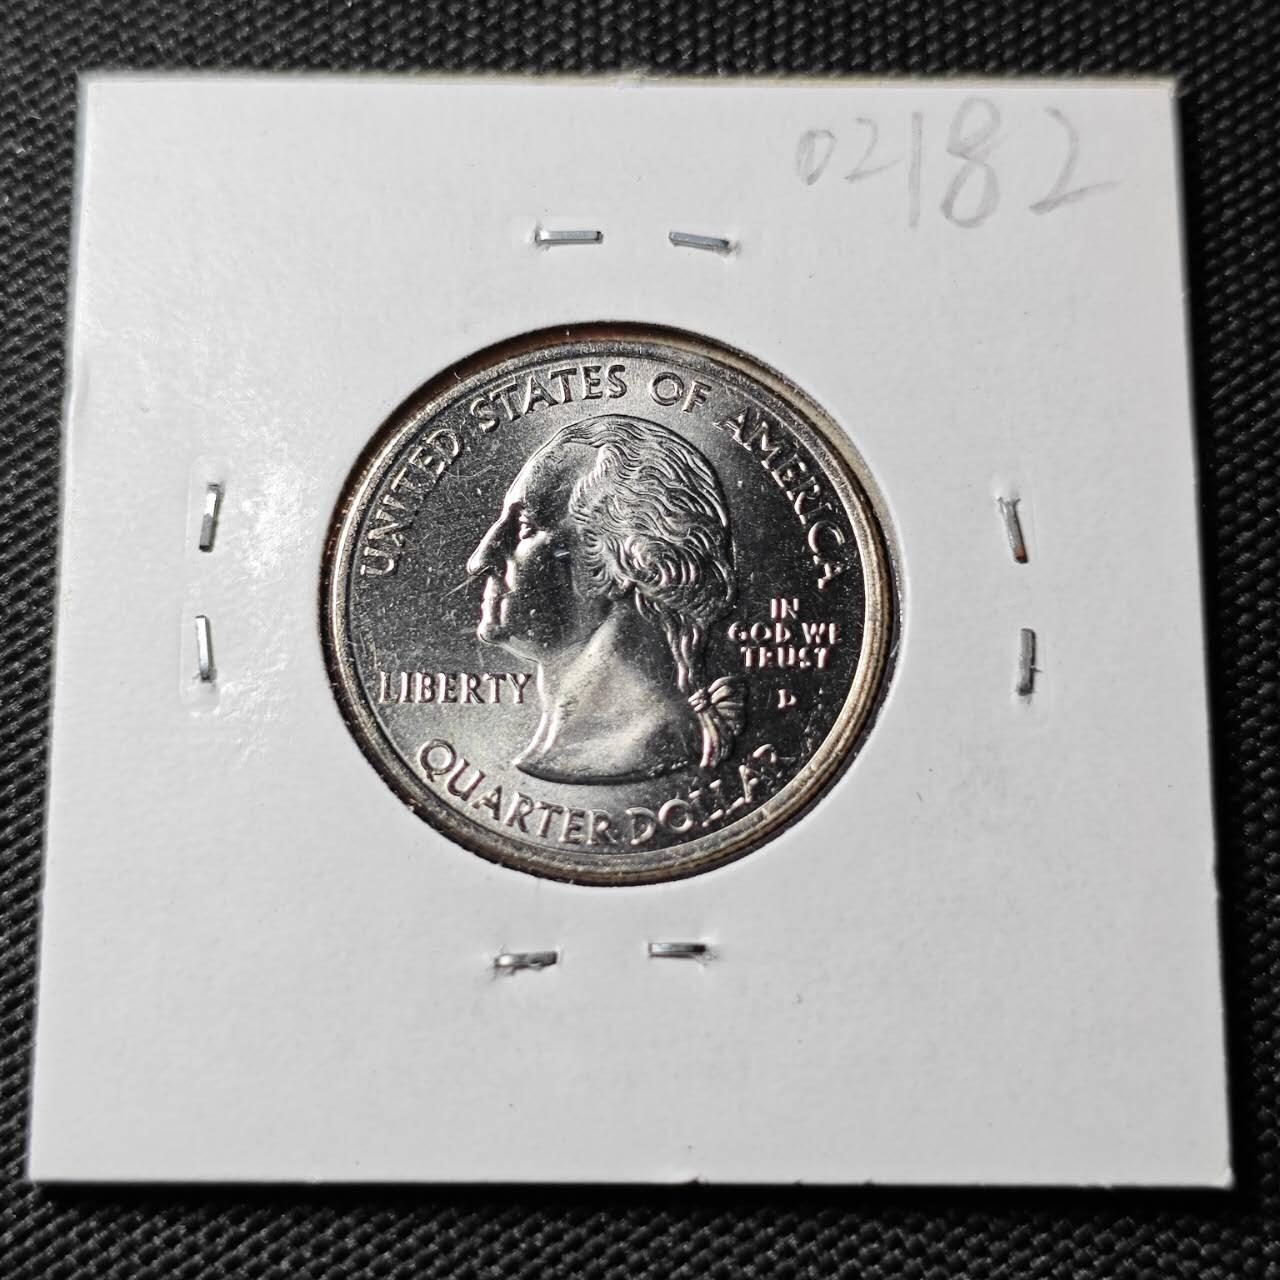 02182
UNITED STATES OF AMERICA
IN
GOD WE
TRUST
LIBERTY
QUARTER DOLLAR